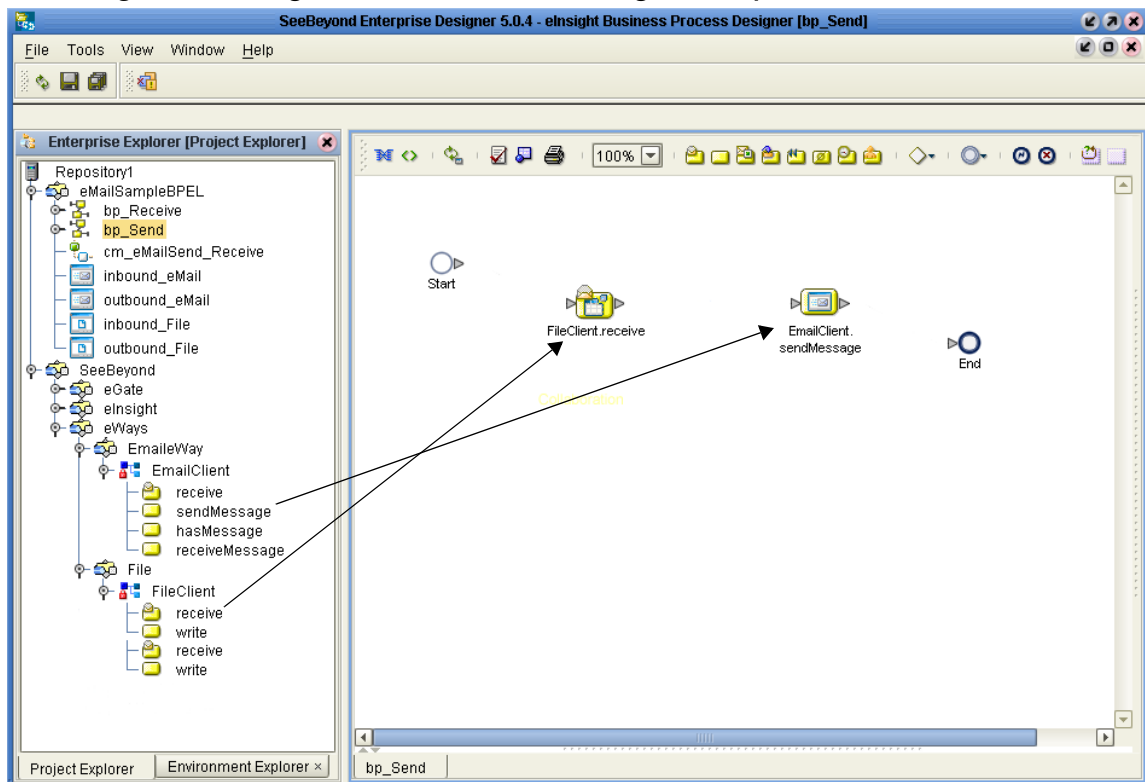 SeeBeyond Enterprise Designer 5.0.4 - eInsight Business Process Designer [bp_Send]
File Tools View Window Help
Enterprise Explorer [Project Explorer]
100%
Repository1
eMailSampleBPEL
bp_Receive
bp_Send
cm_eMailSend_Receive
inbound_eMail
outbound_eMail
inbound_File
outbound_File
SeeBeyond
eGate
eInsight
eWays
EmaileWay
EmailClient
receive
sendMessage
hasMessage
receiveMessage
File
FileClient
receive
write
receive
write
Start
FileClient.receive
EmailClient.
sendMessage
End
Collaboration
Project Explorer
Environment Explorer ×
bp_Send